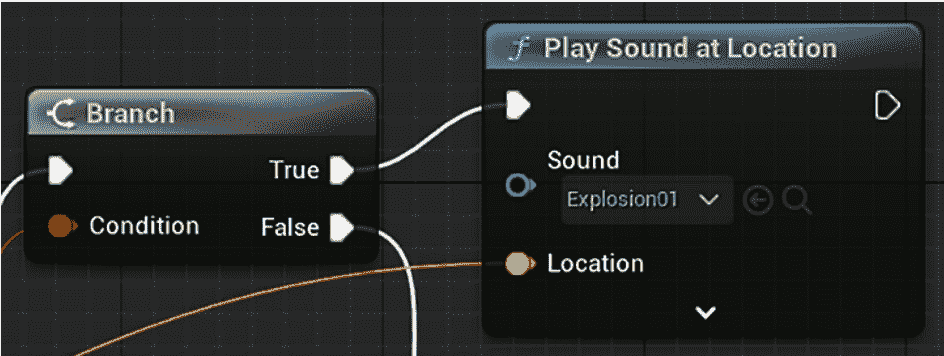 Branch
True
Condition
False
f Play Sound at Location
Sound
Explosion01
Location